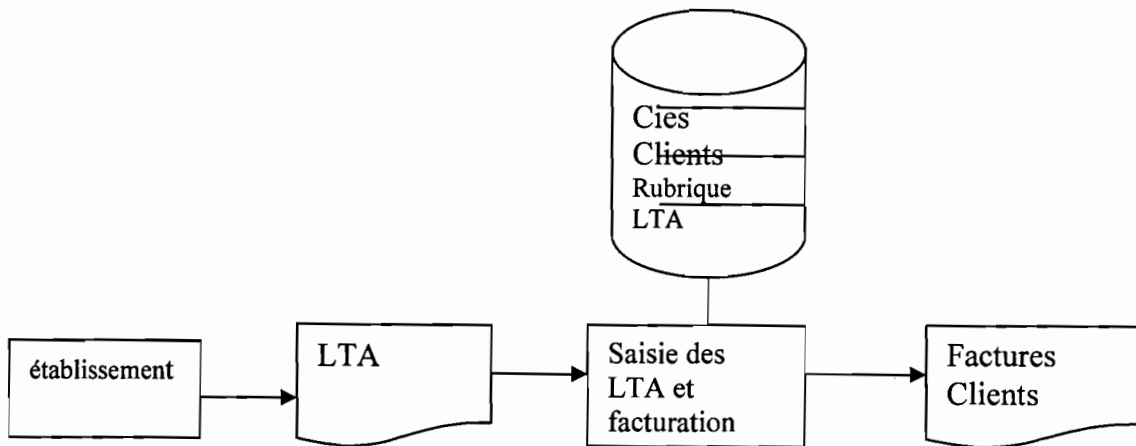 Cies
Clients
Rubrique
LTA
établissement
LTA
Saisie des
LTA et
facturation
Factures
Clients